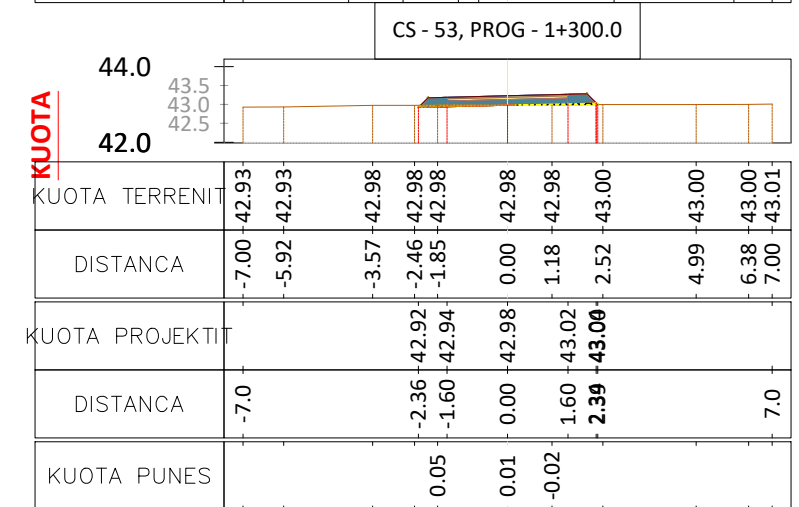 CS - 53, PROG - 1+300.0
KUOTA
44.0
43.5
43.0
42.5
42.0
KUOTA TERRENIT 42.93 42.93 42.98 42.98 42.98 42.98 42.98 43.00 43.00 43.00 43.01
DISTANCA -7.00 -5.92 -3.57 -2.46 -1.85 0.00 1.18 2.52 4.99 6.38 7.00
KUOTA PROJEKTIT 42.92 42.94 42.98 43.02
DISTANCA -7.0 -2.36 -1.60 0.00 1.60 7.0
KUOTA PUNES 0.05 0.01 -0.02